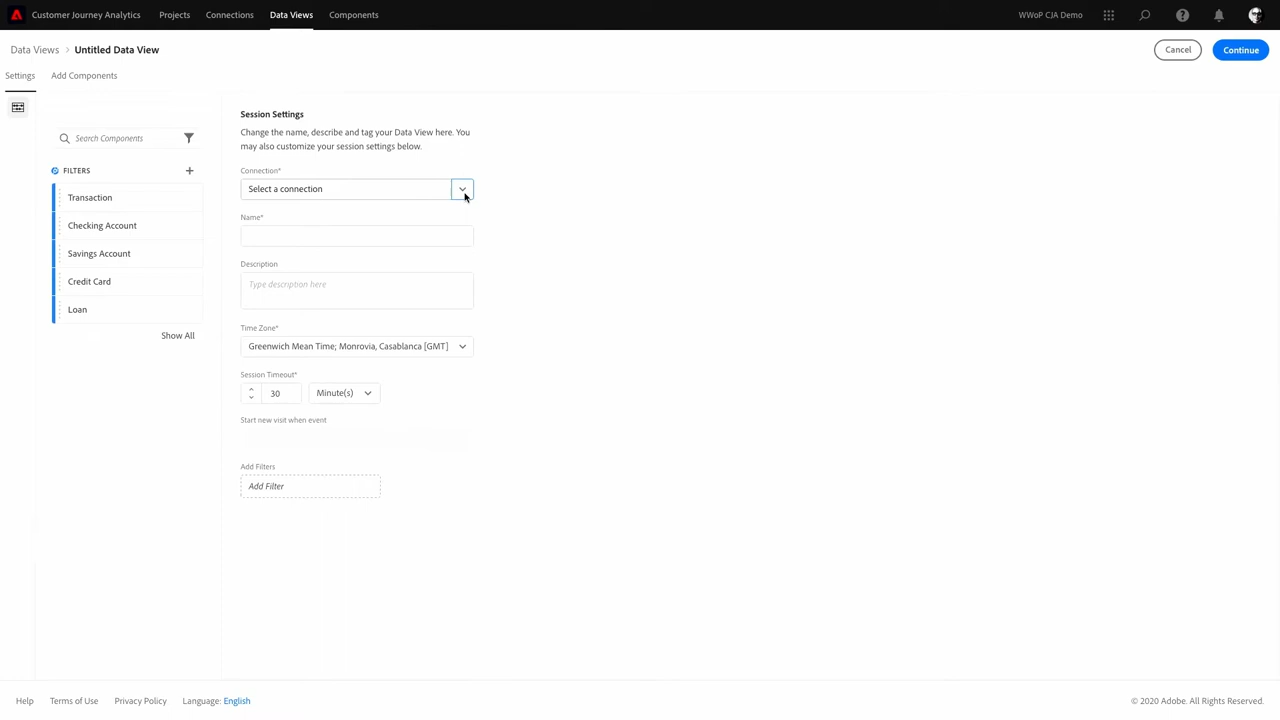 Customer Journey Analytics
Projects
Connections
Data Views
Components
WWoP CJA Demo
Data Views > Untitled Data View
Cancel
Continue
Settings
Add Components
Search Components
FILTERS
Transaction
Checking Account
Savings Account
Credit Card
Loan
Show All
Session Settings
Change the name, describe and tag your Data View here. You
may also customize your session settings below.
Connection*
Select a connection
Name*
Description
Type description here
Time Zone*
Greenwich Mean Time; Monrovia, Casablanca [GMT]
Session Timeout*
30
Minute(s)
Start new visit when event
Add Filters
Add Filter
Help
Terms of Use
Privacy Policy
Language: English
© 2020 Adobe. All Rights Reserved.